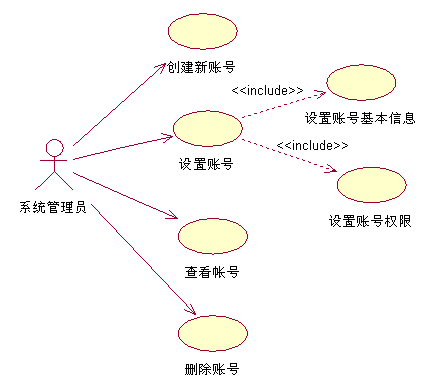 创建新账号
<<include>>
设置账号基本信息
设置账号
<<include>>
系统管理员
设置账号权限
查看帐号
删除账号